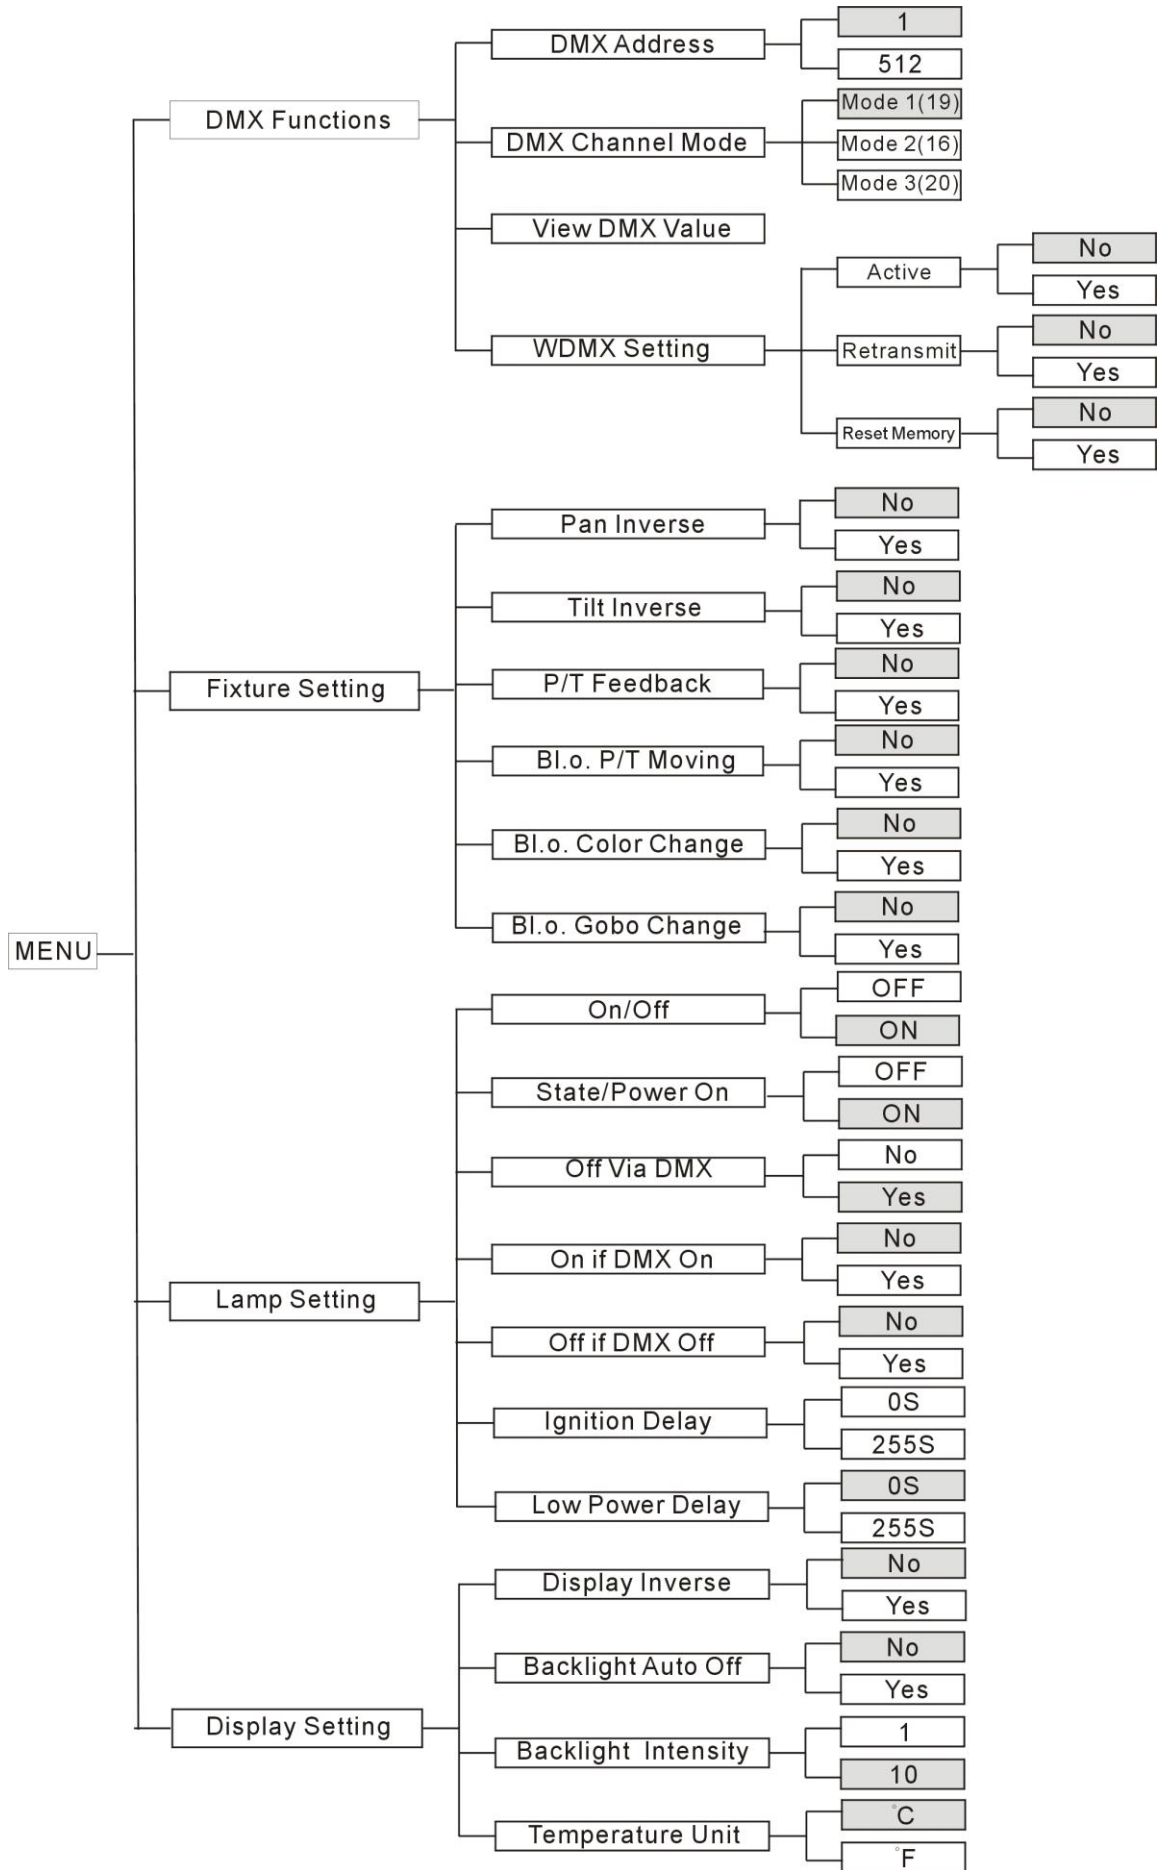 MENU
DMX Functions
DMX Address
1
512
DMX Channel Mode
Mode 1(19)
Mode 2(16)
Mode 3(20)
View DMX Value
WDMX Setting
Active
No
Yes
Retransmit
No
Yes
Reset Memory
No
Yes
Fixture Setting
Pan Inverse
No
Yes
Tilt Inverse
No
Yes
P/T Feedback
No
Yes
Bl.o. P/T Moving
No
Yes
Bl.o. Color Change
No
Yes
Bl.o. Gobo Change
No
Yes
Lamp Setting
On/Off
OFF
ON
State/Power On
OFF
ON
Off Via DMX
No
Yes
On if DMX On
No
Yes
Off if DMX Off
No
Yes
Ignition Delay
0S
255S
Low Power Delay
0S
255S
Display Setting
Display Inverse
No
Yes
Backlight Auto Off
No
Yes
Backlight Intensity
1
10
Temperature Unit
°C
°F